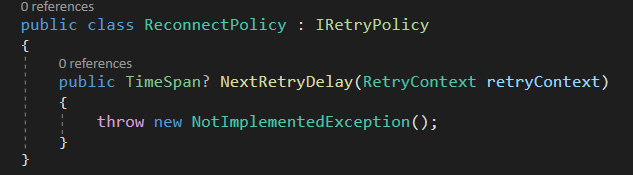 0 references
public class ReconnectPolicy : IRetryPolicy
{
0 references
public TimeSpan? NextRetryDelay(RetryContext retryContext)
{
throw new NotImplementedException();
}
}